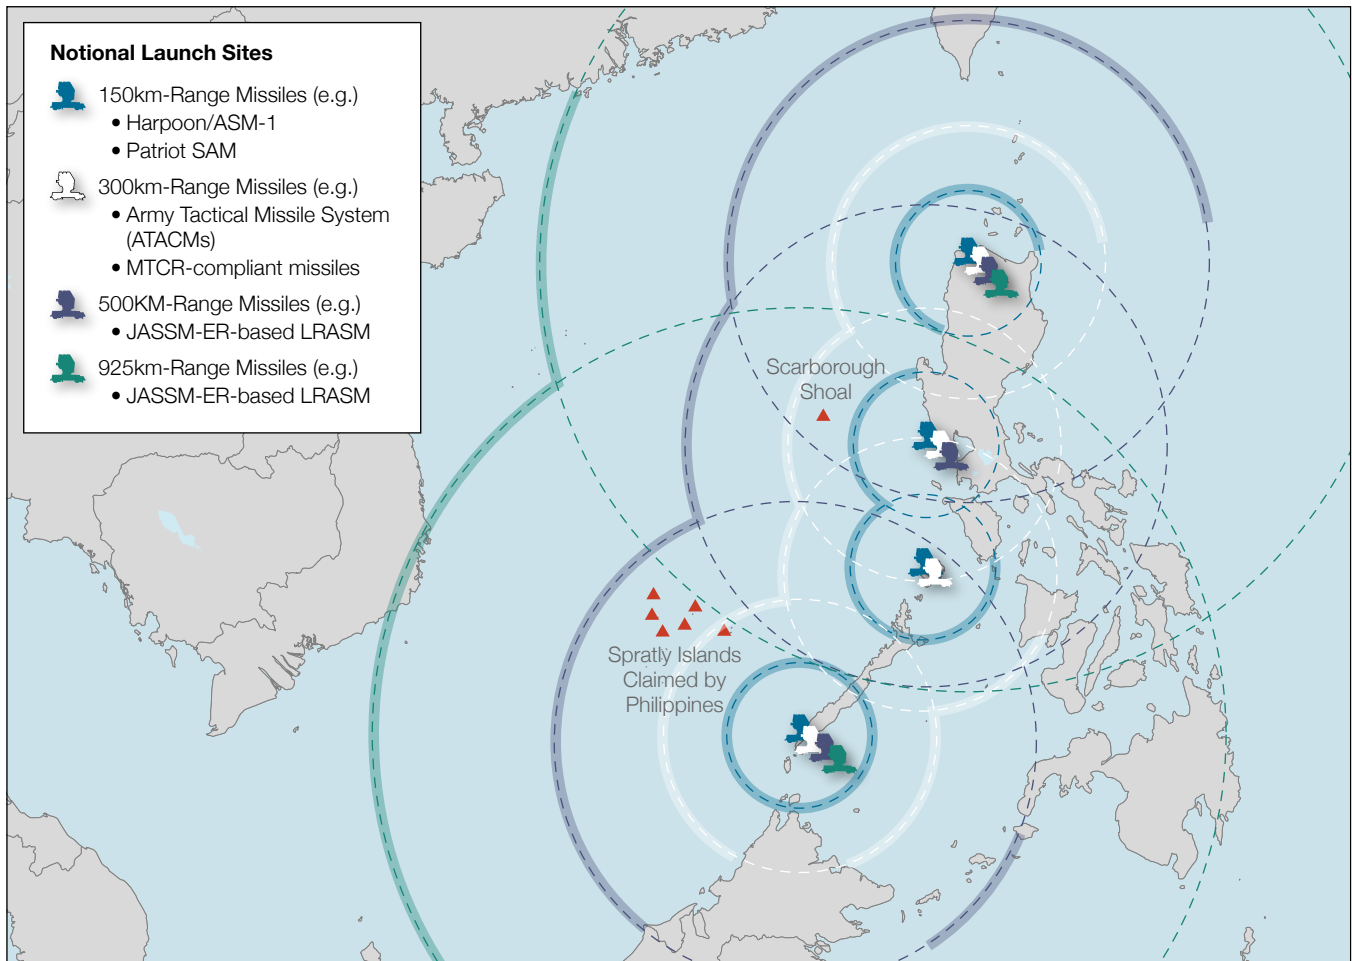 Notional Launch Sites
150km-Range Missiles (e.g.)
• Harpoon/ASM-1
• Patriot SAM
300km-Range Missiles (e.g.)
• Army Tactical Missile System
(ATACMs)
• MTCR-compliant missiles
500KM-Range Missiles (e.g.)
• JASSM-ER-based LRASM
925km-Range Missiles (e.g.)
• JASSM-ER-based LRASM
Scarborough
Shoal
Spratly Islands
Claimed by
Philippines